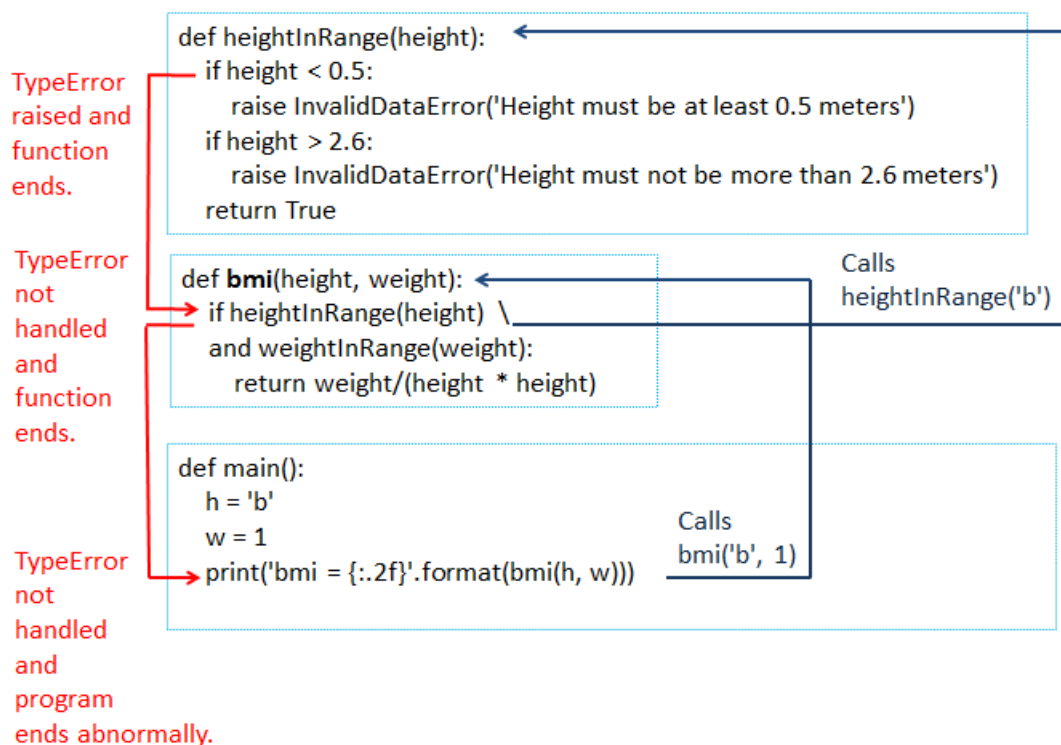 def heightInRange(height):
if height < 0.5:
raise InvalidDataError('Height must be at least 0.5 meters')
if height > 2.6:
raise InvalidDataError('Height must not be more than 2.6 meters')
return True
TypeError
raised and
function
ends.
def bmi(height, weight):
if heightInRange(height) \
and weightInRange(weight):
return weight/(height * height)
Calls
heightInRange('b')
TypeError
not
handled
and
function
ends.
def main():
h = 'b'
w = 1
print('bmi = {:.2f}'.format(bmi(h, w)))
Calls
bmi('b', 1)
TypeError
not
handled
and
program
ends abnormally.